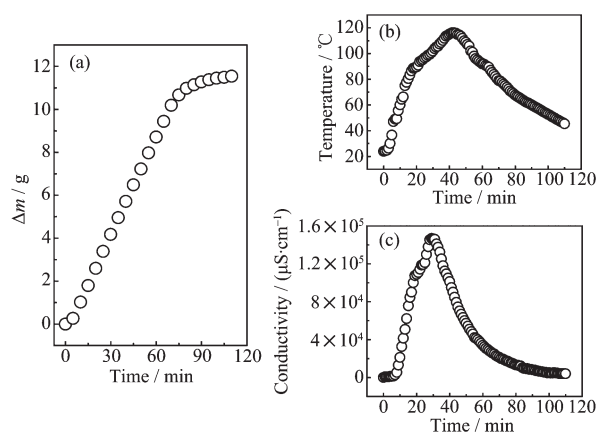 (a)
12
10
8
6
4
2
0
Δm / g
0 30 60 90 120
Time / min
(b)
120
100
80
60
40
20
Temperature / ℃
0 20 40 60 80 100 120
Time / min
(c)
1.6×10⁵
1.2×10⁵
8×10⁴
4×10⁴
0
Conductivity / (μS·cm⁻¹)
0 20 40 60 80 100 120
Time / min